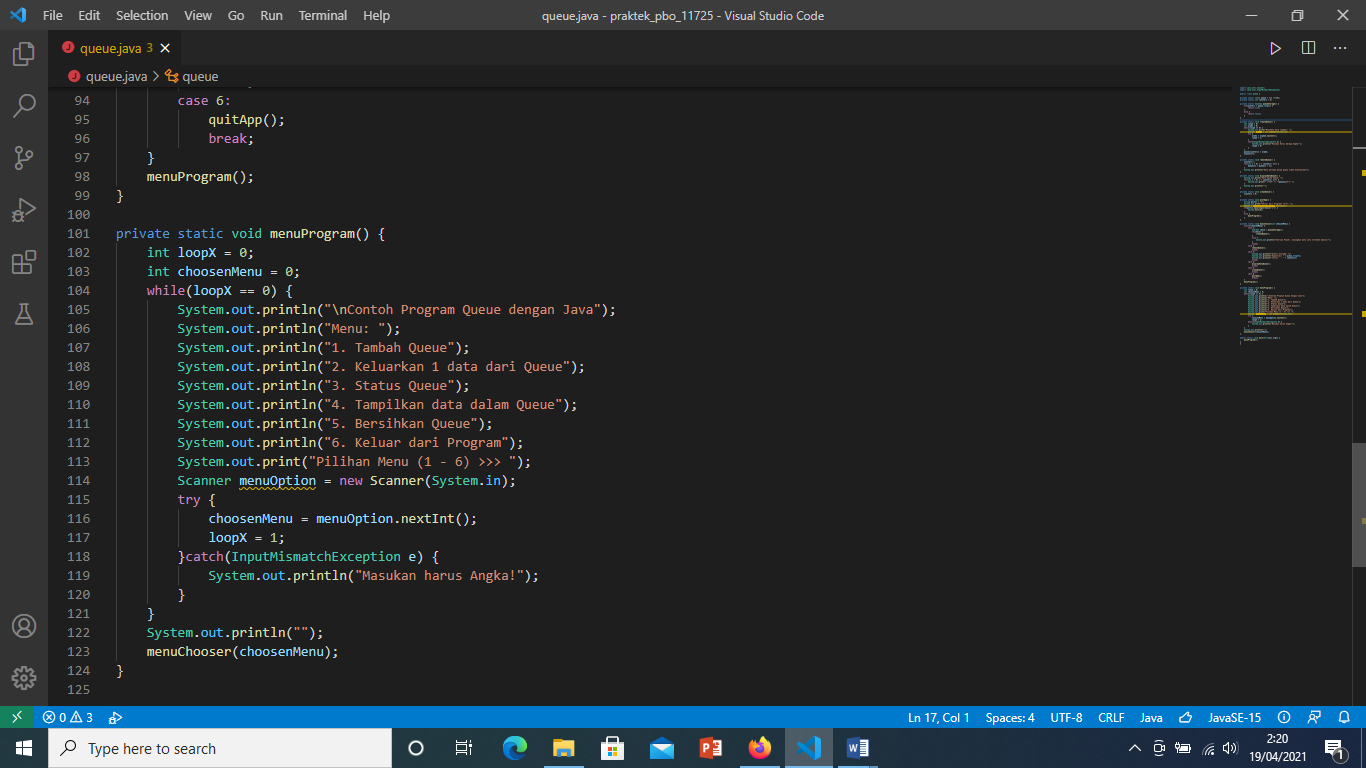 File Edit Selection View Go Run Terminal Help queue.java - praktek_pbo_11725 - Visual Studio Code
queue.java 3
queue.java > queue
94 case 6:
95 quitApp();
96 break;
97 }
98 menuProgram();
99 }
100
101 private static void menuProgram() {
102 int loopX = 0;
103 int choosenMenu = 0;
104 while(loopX == 0) {
105 System.out.println("\nContoh Program Queue dengan Java");
106 System.out.println("Menu: ");
107 System.out.println("1. Tambah Queue");
108 System.out.println("2. Keluarkan 1 data dari Queue");
109 System.out.println("3. Status Queue");
110 System.out.println("4. Tampilkan data dalam Queue");
111 System.out.println("5. Bersihkan Queue");
112 System.out.println("6. Keluar dari Program");
113 System.out.print("Pilihan Menu (1 - 6) >>> ");
114 Scanner menuOption = new Scanner(System.in);
115 try {
116 choosenMenu = menuOption.nextInt();
117 loopX = 1;
118 }catch(InputMismatchException e) {
119 System.out.println("Masukan harus Angka!");
120 }
121 }
122 System.out.println("");
123 menuChooser(choosenMenu);
124 }
125
0 3 Ln 17, Col 1 Spaces: 4 UTF-8 CRLF Java JavaSE-15
Type here to search
2:20
19/04/2021
1